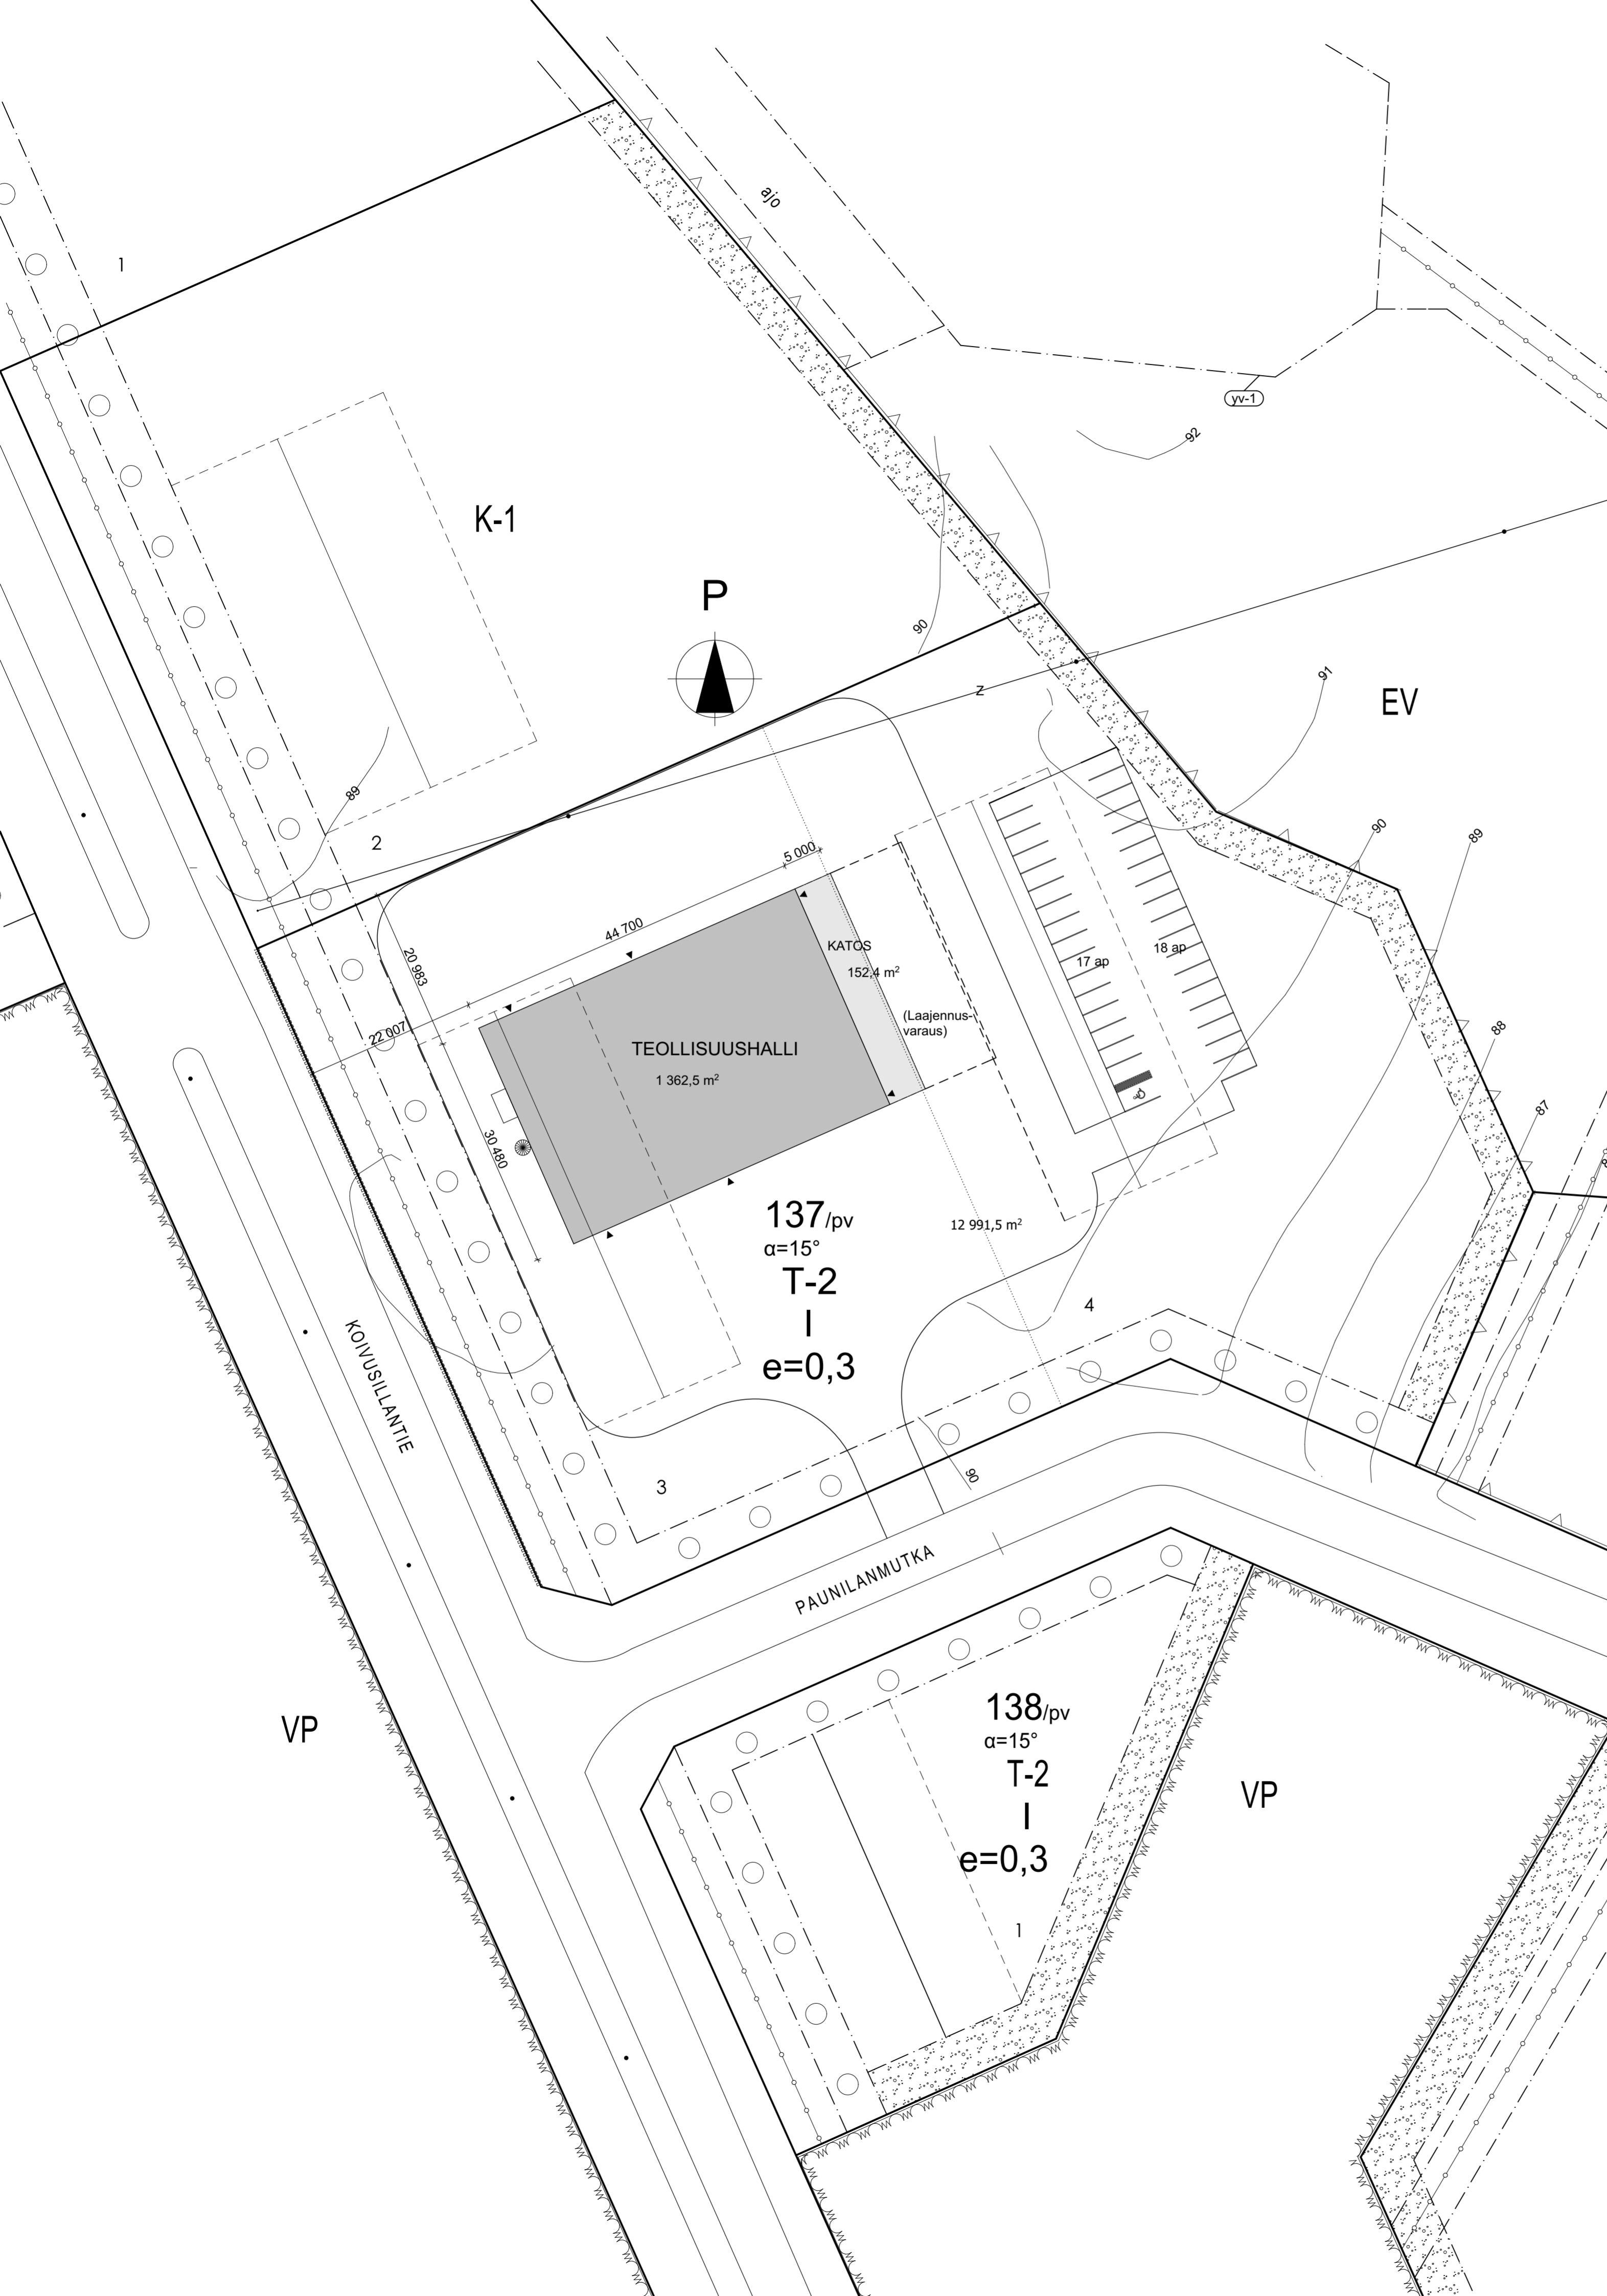 ajo
1
yv-1
92
K-1
P
90
z
91
EV
89
2
5 000
90
89
44 700
KATOS
18 ap
20 983
152,4 m²
17 ap
(Laajennus-
varaus)
22 007
88
TEOLLISUUSHALLI
1 362,5 m²
87
30 480
137/pv
12 991,5 m²
α=15°
T-2
I
4
e=0,3
KOIVUSILLANTIE
3
90
PAUNILANMUTKA
138/pv
VP
α=15°
T-2
VP
I
e=0,3
1